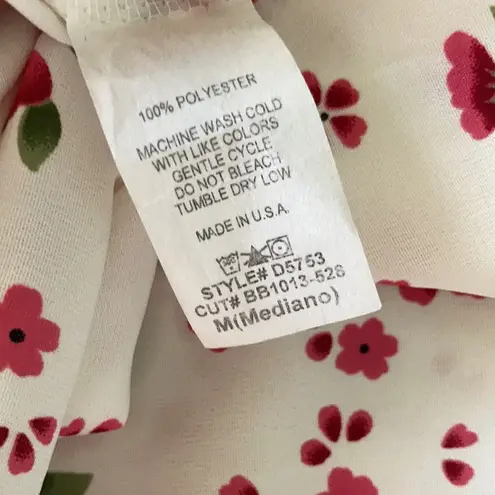 100% POLYESTER
MACHINE WASH COLD
WITH LIKE COLORS
GENTLE CYCLE
DO NOT BLEACH
TUMBLE DRY LOW
MADE IN U.S.A.
STYLE# D5753
CUT# BB1013-528
M(Mediano)